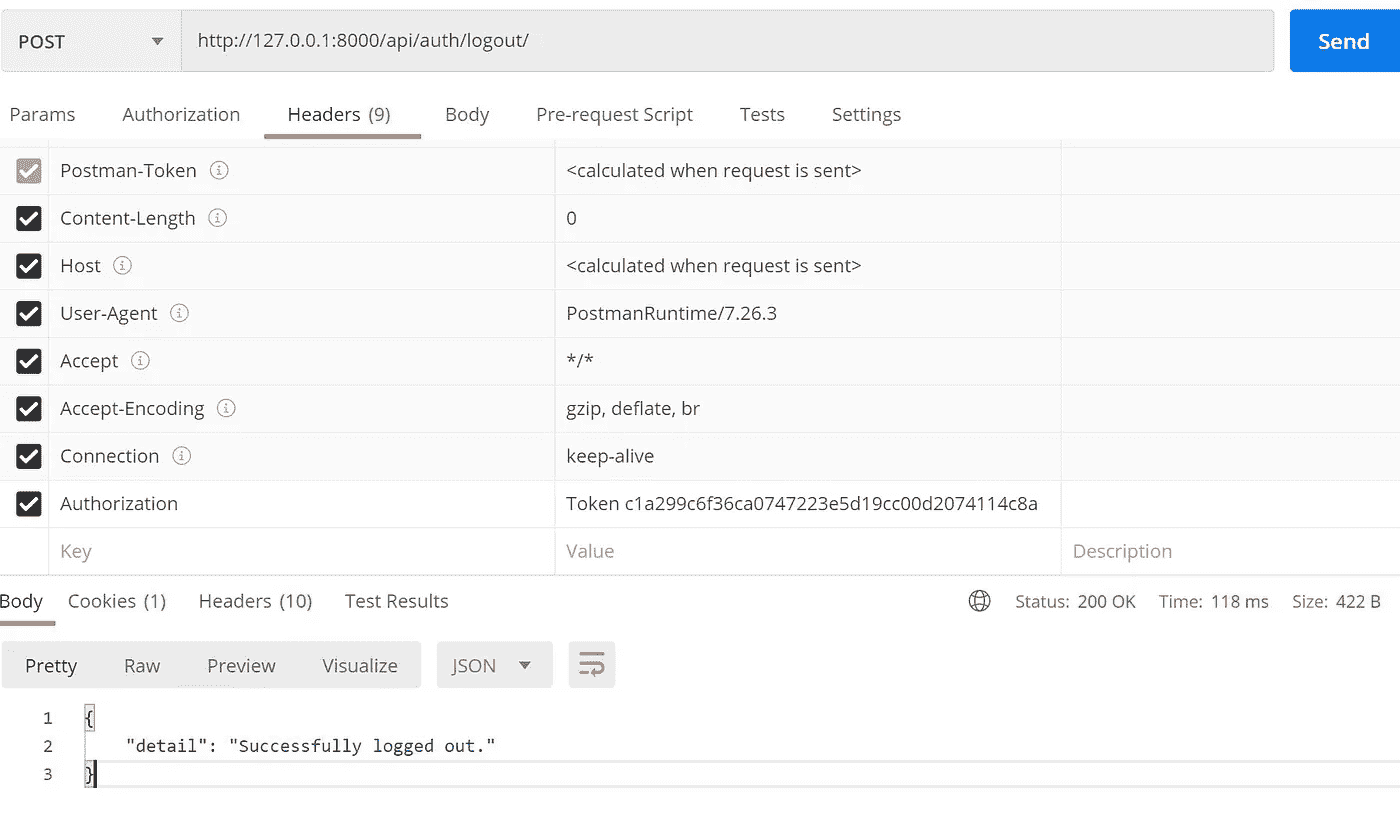 POST http://127.0.0.1:8000/api/auth/logout/ Send
Params Authorization Headers (9) Body Pre-request Script Tests Settings
Postman-Token <calculated when request is sent>
Content-Length 0
Host <calculated when request is sent>
User-Agent PostmanRuntime/7.26.3
Accept */*
Accept-Encoding gzip, deflate, br
Connection keep-alive
Authorization Token c1a299c6f36ca0747223e5d19cc00d2074114c8a
Key Value Description
Body Cookies (1) Headers (10) Test Results Status: 200 OK Time: 118 ms Size: 422 B
Pretty Raw Preview Visualize JSON
1 {
2 "detail": "Successfully logged out."
3 }